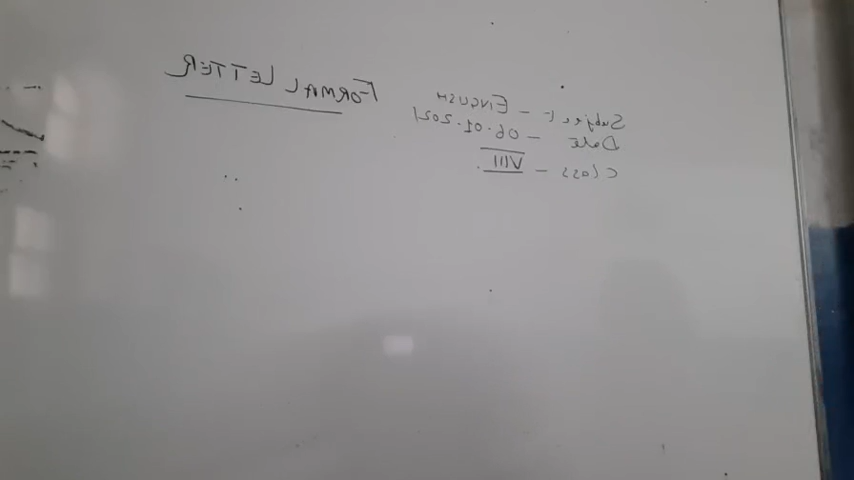 Subject - ENGLISH
Date - 06.01.2021
Class - VIII
FORMAL LETTER